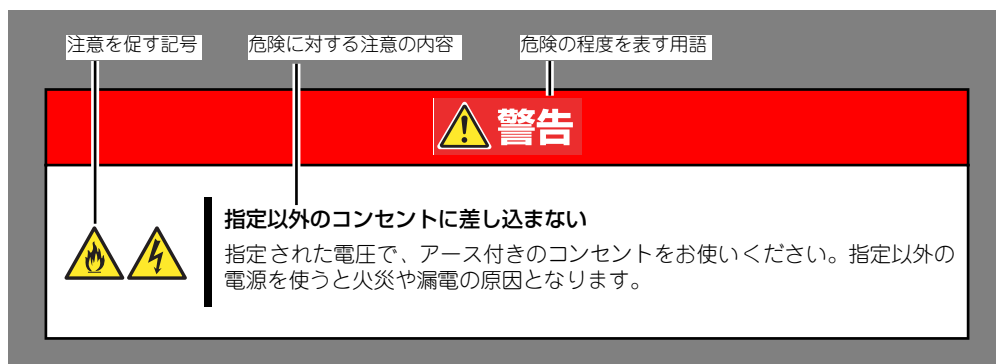 注意を促す記号
危険に対する注意の内容
危険の程度を表す用語
警告
指定以外のコンセントに差し込まない
指定された電圧で、アース付きのコンセントをお使いください。指定以外の
電源を使うと火災や漏電の原因となります。